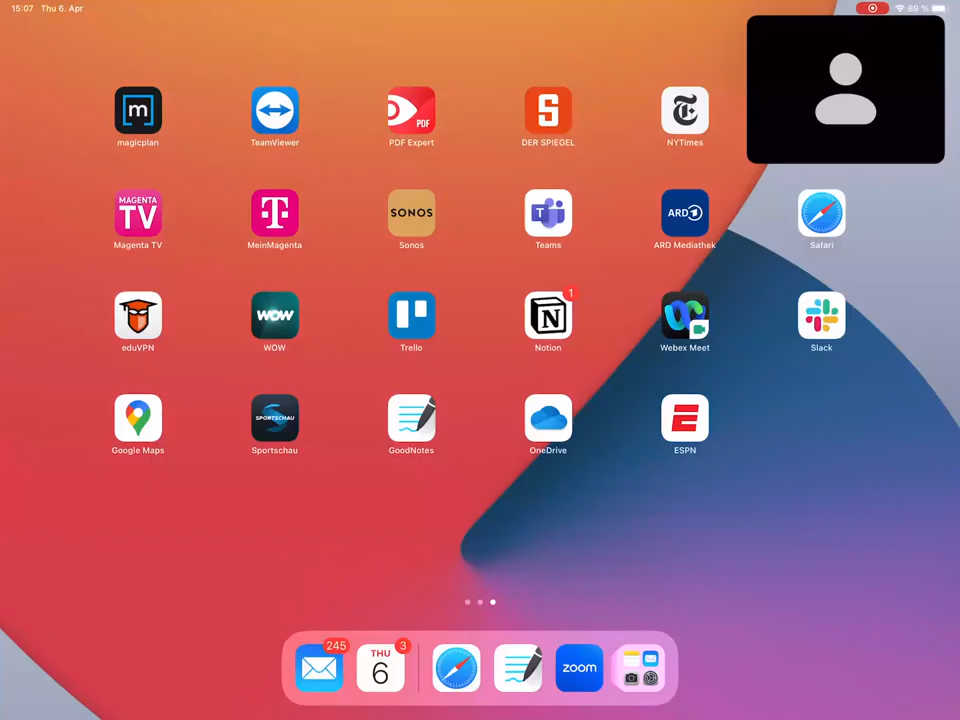 15:07 Thu 6. Apr
89 %
m
PDF
S
T
magicplan
TeamViewer
PDF Expert
DER SPIEGEL
NYTimes
MAGENTA
TV
T
SONOS
T
ARD 1
Magenta TV
MeinMagenta
Sonos
Teams
ARD Mediathek
Safari
WOW
N
1
eduVPN
WOW
Trello
Notion
Webex Meet
Slack
SPORTSCHAU
E
Google Maps
Sportschau
GoodNotes
OneDrive
ESPN
245
THU
6
3
zoom